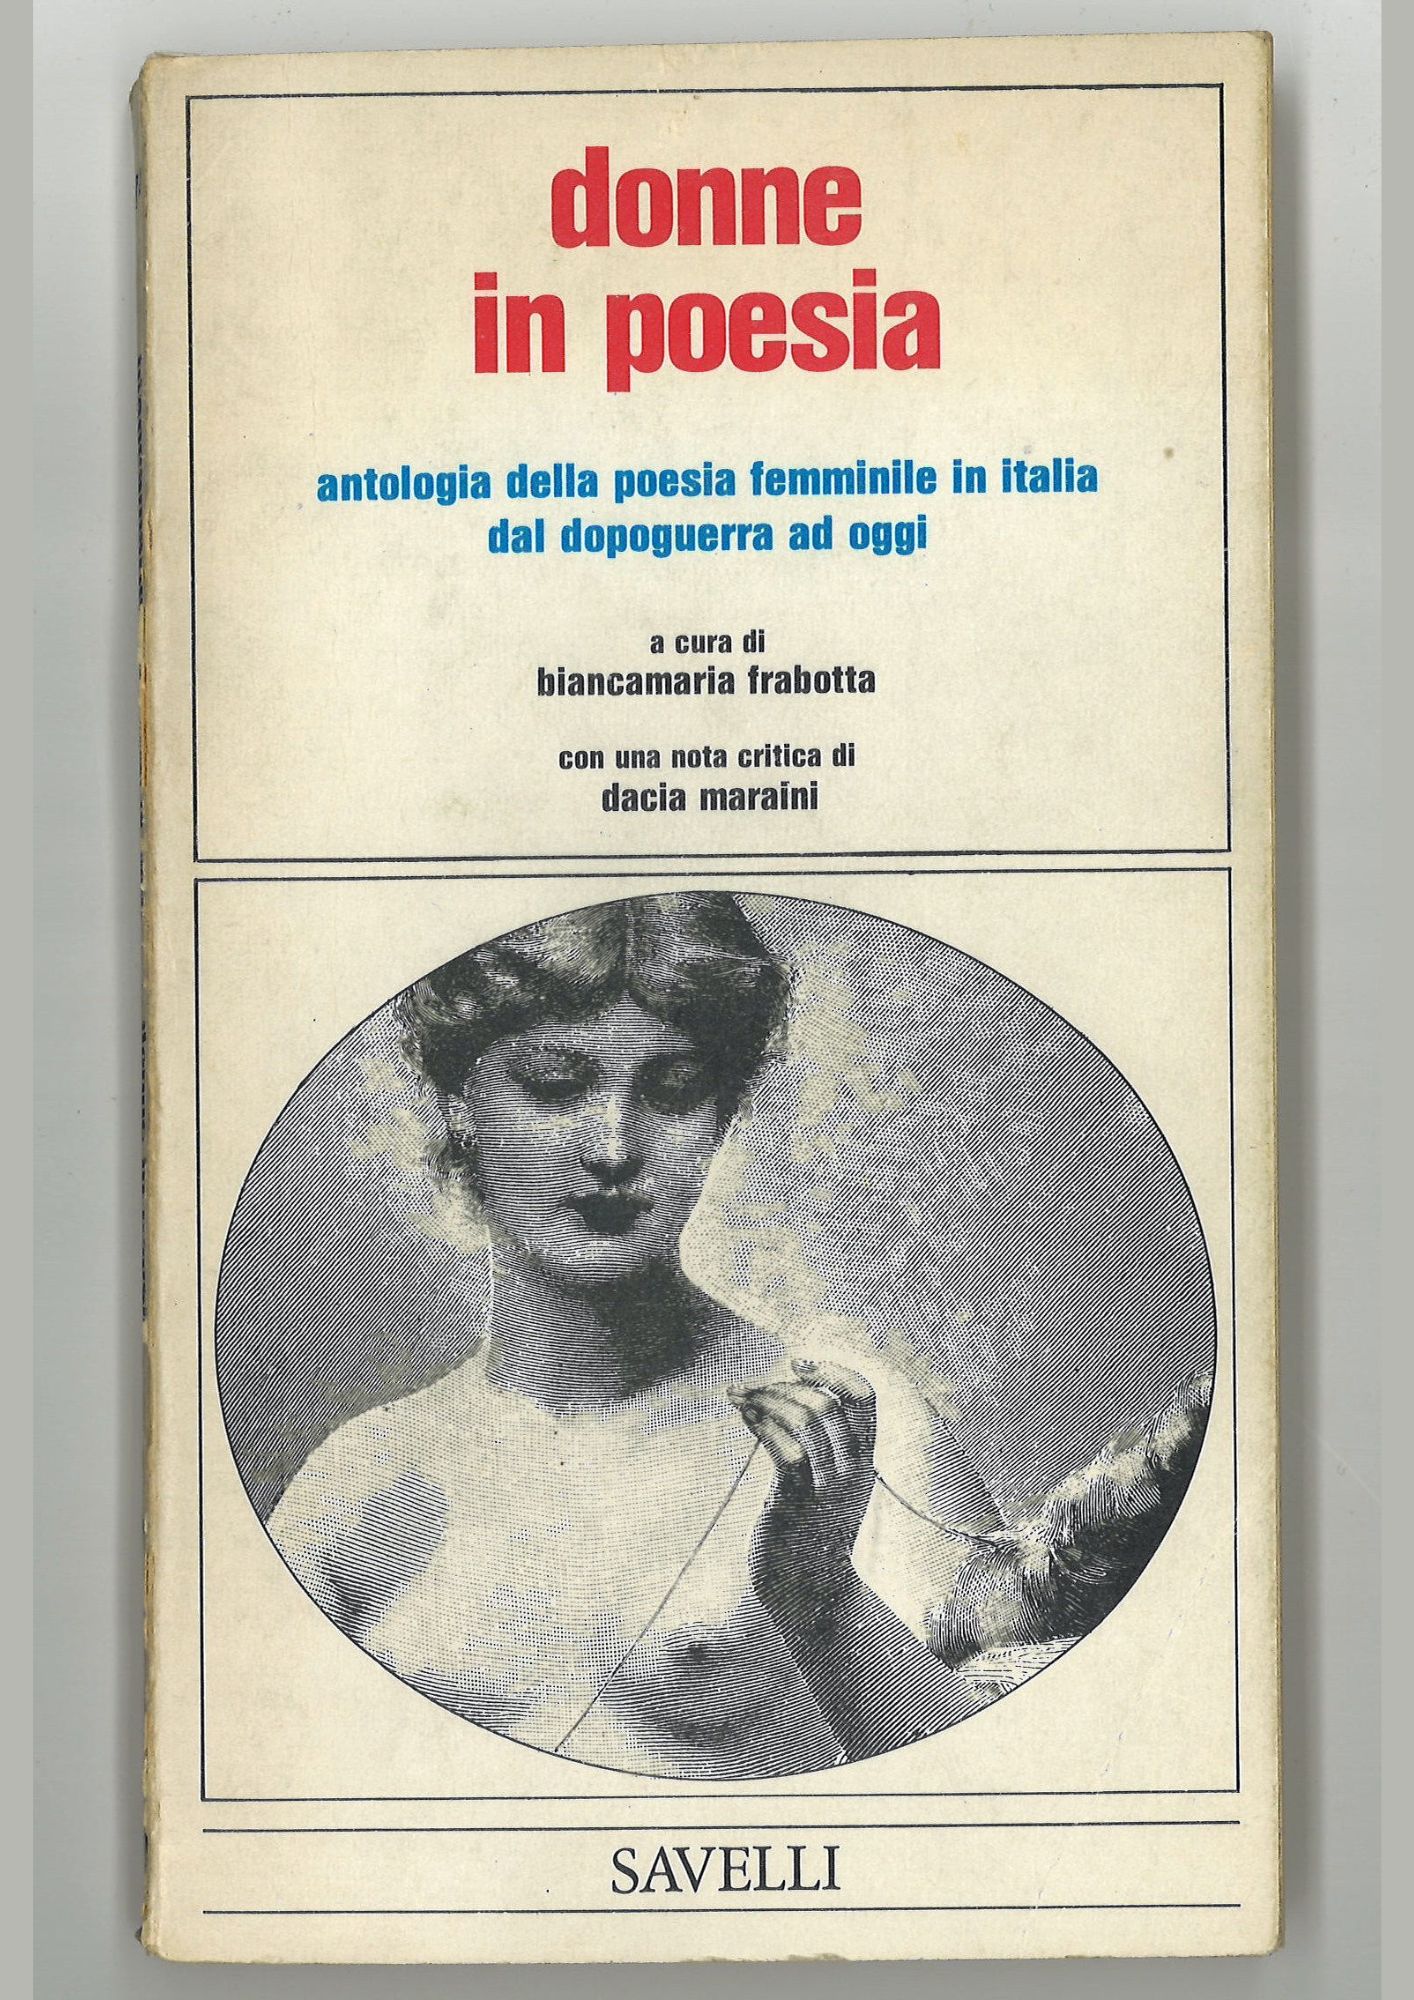 donne
in poesia
antologia della poesia femminile in italia
dal dopoguerra ad oggi
a cura di
biancamaria frabotta
con una nota critica di
dacia maraini
SAVELLI